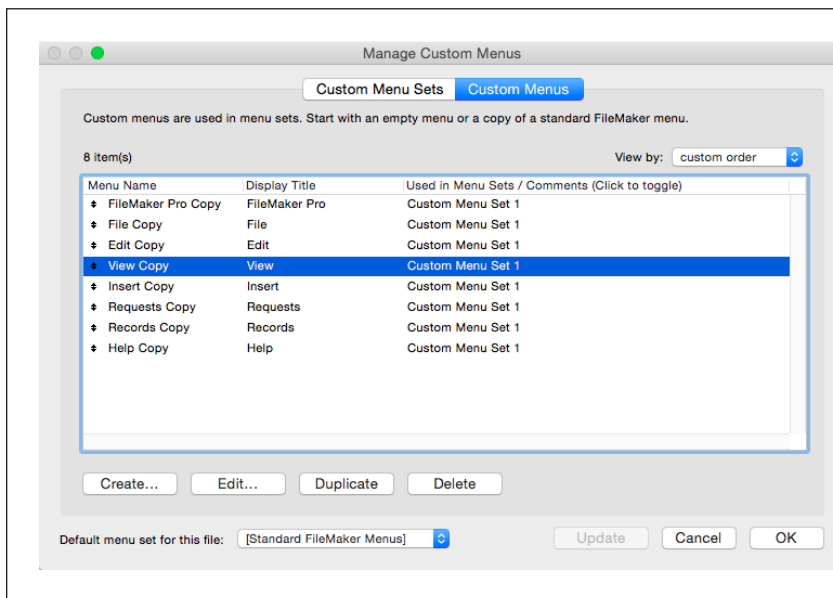 Manage Custom Menus
Custom Menu Sets Custom Menus
Custom menus are used in menu sets. Start with an empty menu or a copy of a standard FileMaker menu.
8 item(s) View by: custom order
Menu Name Display Title Used in Menu Sets / Comments (Click to toggle)
FileMaker Pro Copy FileMaker Pro Custom Menu Set 1
File Copy File Custom Menu Set 1
Edit Copy Edit Custom Menu Set 1
View Copy View Custom Menu Set 1
Insert Copy Insert Custom Menu Set 1
Requests Copy Requests Custom Menu Set 1
Records Copy Records Custom Menu Set 1
Help Copy Help Custom Menu Set 1
Create... Edit... Duplicate Delete
Default menu set for this file: [Standard FileMaker Menus] Update Cancel OK